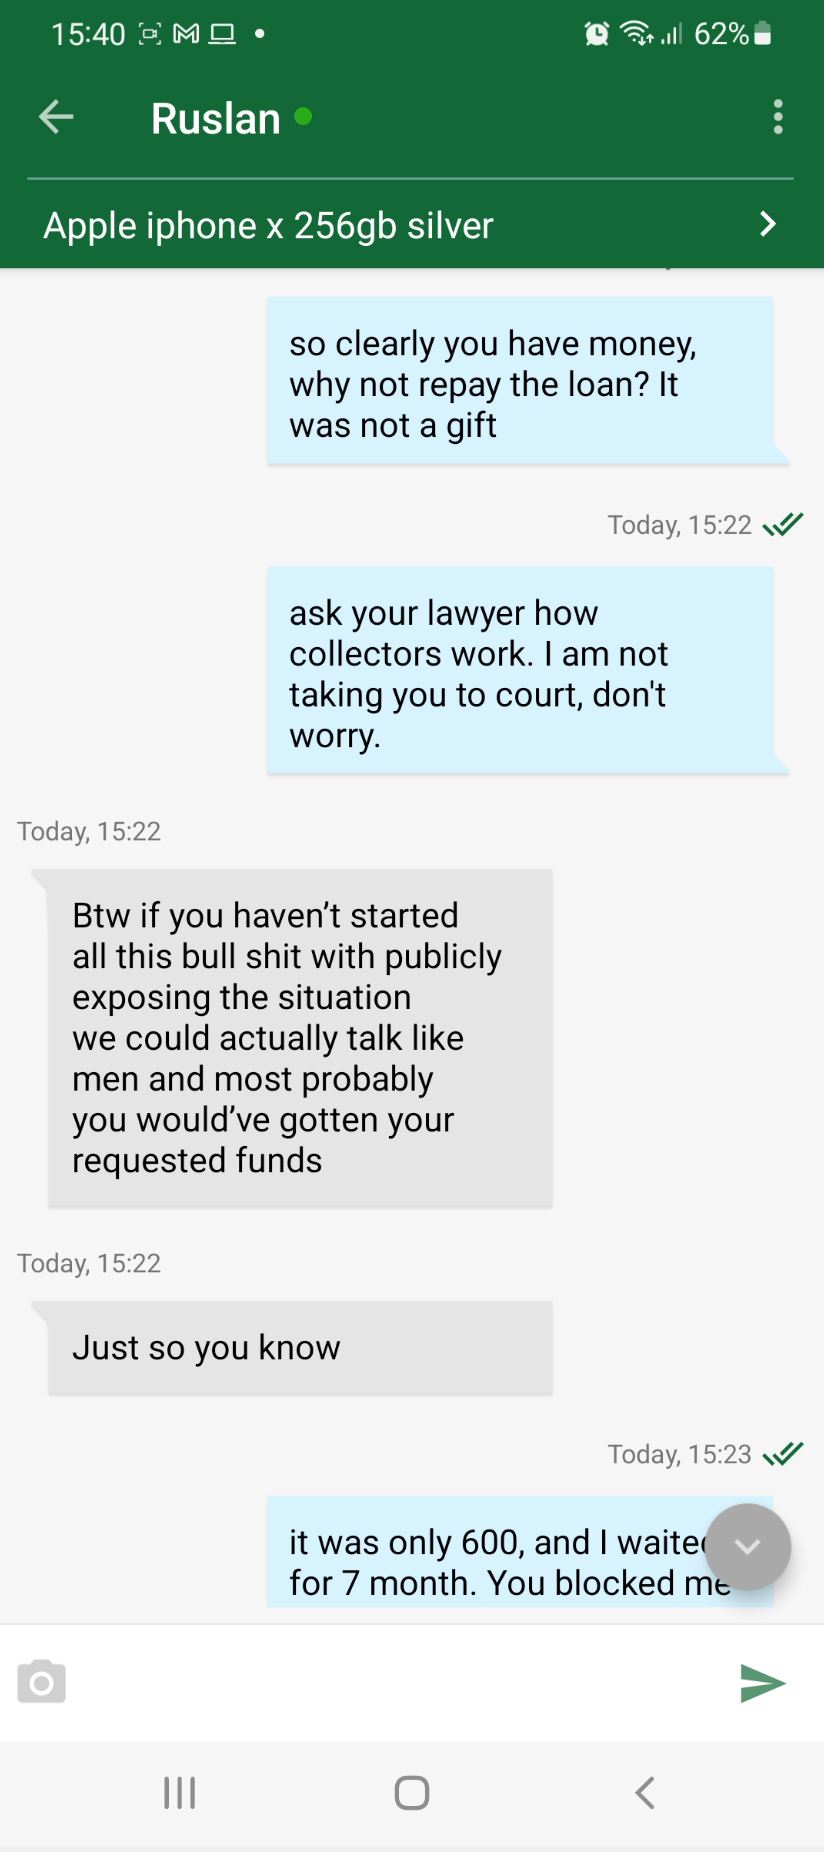 15:40
62%
Ruslan
Apple iphone x 256gb silver
so clearly you have money,
why not repay the loan? It
was not a gift
Today, 15:22
ask your lawyer how
collectors work. I am not
taking you to court, don't
worry.
Today, 15:22
Btw if you haven’t started
all this bull shit with publicly
exposing the situation
we could actually talk like
men and most probably
you would’ve gotten your
requested funds
Today, 15:22
Just so you know
Today, 15:23
it was only 600, and I waited
for 7 month. You blocked me